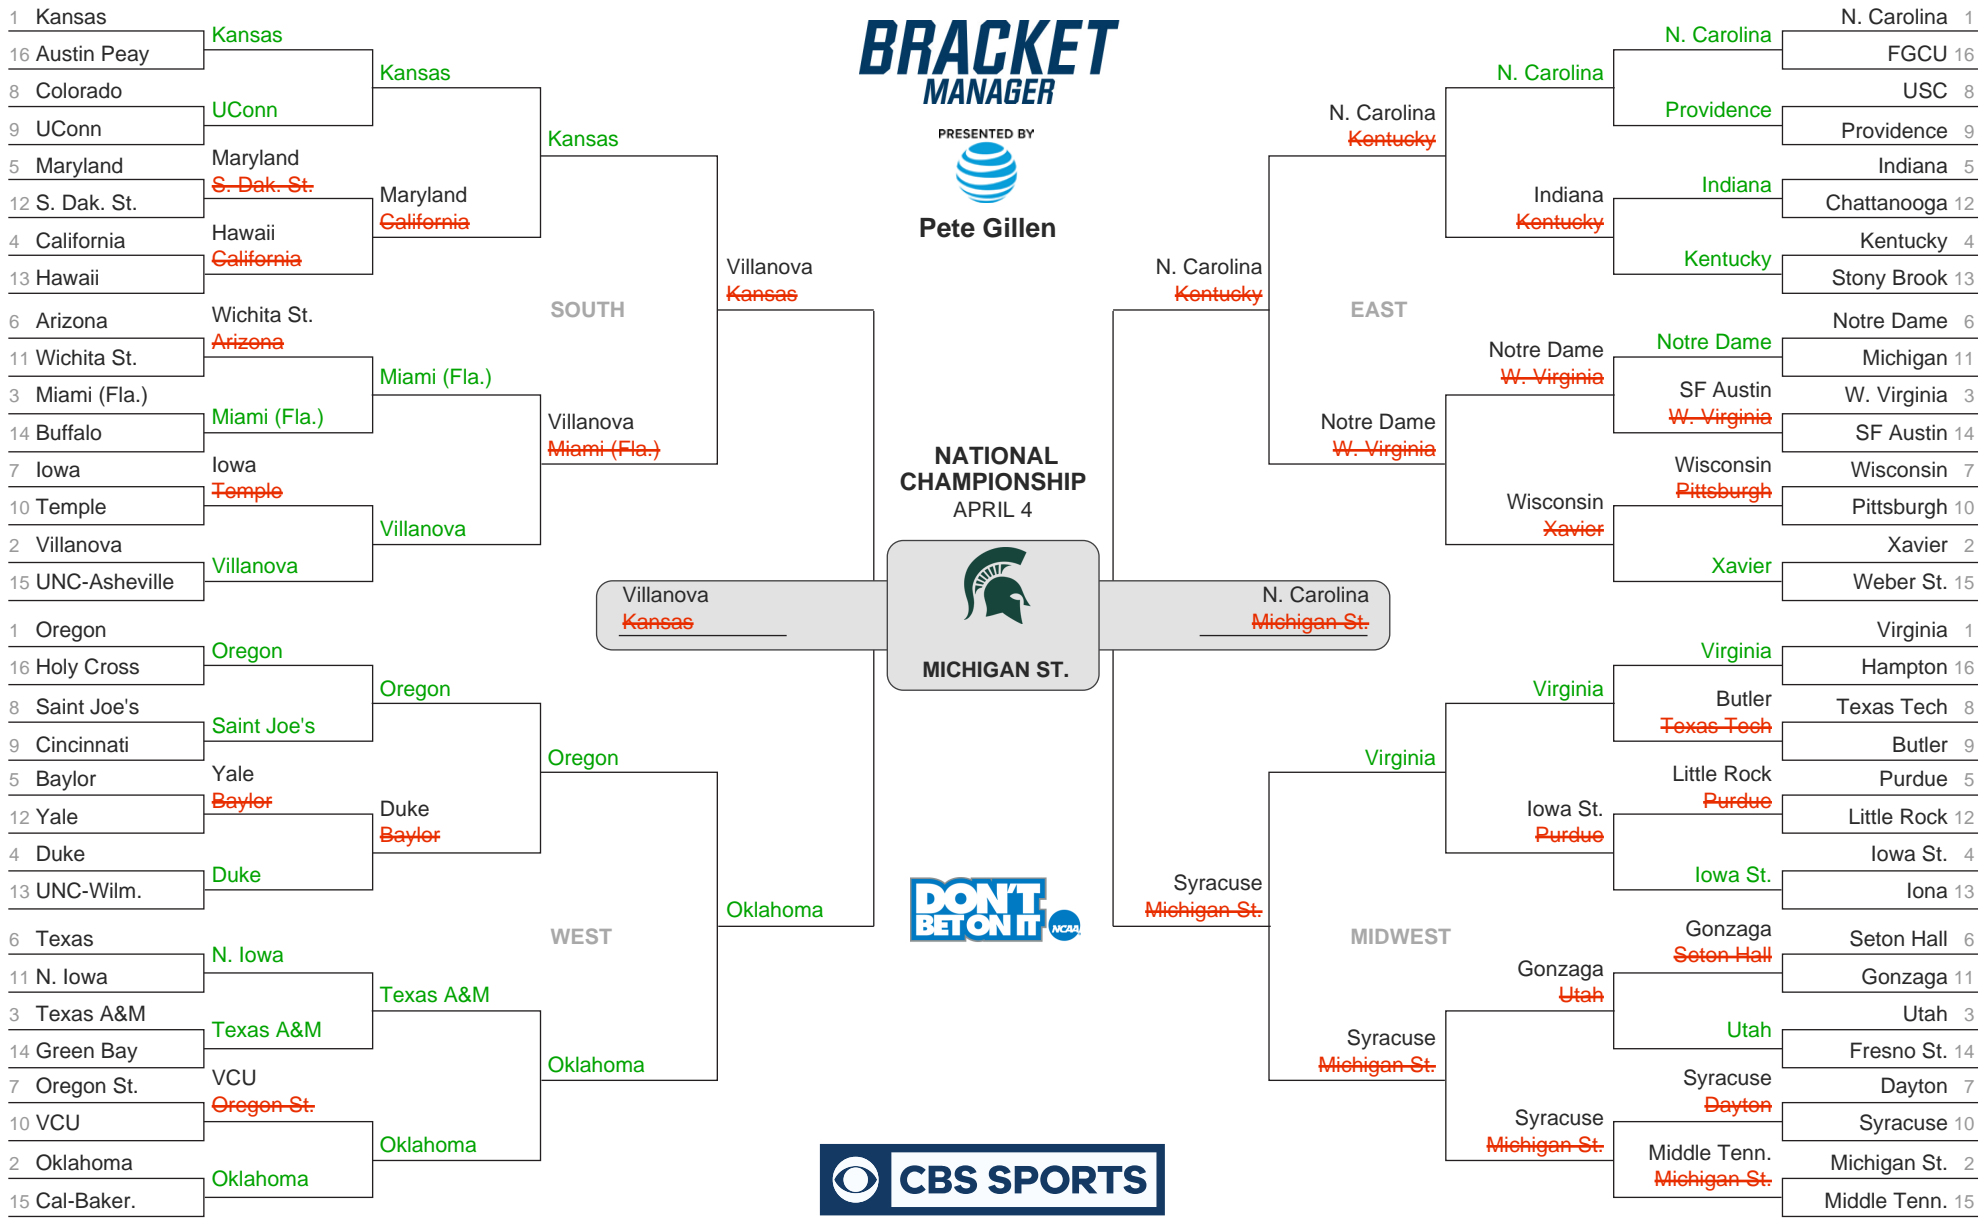 BRACKET
MANAGER
PRESENTED BY
Pete Gillen
1 Kansas
16 Austin Peay
8 Colorado
9 UConn
5 Maryland
12 S. Dak. St.
4 California
13 Hawaii
6 Arizona
11 Wichita St.
3 Miami (Fla.)
14 Buffalo
7 Iowa
10 Temple
2 Villanova
15 UNC-Asheville
Kansas
UConn
Maryland
S. Dak. St.
Hawaii
California
Wichita St.
Arizona
Miami (Fla.)
Iowa
Temple
Villanova
Kansas
Maryland
California
Miami (Fla.)
Villanova
Kansas
Villanova
Miami (Fla.)
Villanova
Kansas
SOUTH
1 Oregon
16 Holy Cross
8 Saint Joe's
9 Cincinnati
5 Baylor
12 Yale
4 Duke
13 UNC-Wilm.
6 Texas
11 N. Iowa
3 Texas A&M
14 Green Bay
7 Oregon St.
10 VCU
2 Oklahoma
15 Cal-Baker.
Oregon
Saint Joe's
Yale
Baylor
Duke
N. Iowa
Texas A&M
VCU
Oregon St.
Oklahoma
Oregon
Duke
Baylor
Texas A&M
Oklahoma
Oregon
Oklahoma
Oklahoma
WEST
NATIONAL
CHAMPIONSHIP
APRIL 4
Villanova
Kansas
N. Carolina
Michigan St.
MICHIGAN ST.
DON'T
BET ON IT
NCAA
CBS SPORTS
N. Carolina 1
FGCU 16
USC 8
Providence 9
Indiana 5
Chattanooga 12
Kentucky 4
Stony Brook 13
Notre Dame 6
Michigan 11
W. Virginia 3
SF Austin 14
Wisconsin 7
Pittsburgh 10
Xavier 2
Weber St. 15
N. Carolina
Providence
Indiana
Kentucky
Notre Dame
SF Austin
W. Virginia
Wisconsin
Pittsburgh
Xavier
N. Carolina
Indiana
Kentucky
Notre Dame
W. Virginia
Wisconsin
Xavier
N. Carolina
Kentucky
Notre Dame
W. Virginia
N. Carolina
Kentucky
EAST
Virginia 1
Hampton 16
Texas Tech 8
Butler 9
Purdue 5
Little Rock 12
Iowa St. 4
Iona 13
Seton Hall 6
Gonzaga 11
Utah 3
Fresno St. 14
Dayton 7
Syracuse 10
Michigan St. 2
Middle Tenn. 15
Virginia
Butler
Texas Tech
Little Rock
Purdue
Iowa St.
Gonzaga
Seton Hall
Utah
Syracuse
Dayton
Middle Tenn.
Michigan St.
Virginia
Iowa St.
Purdue
Gonzaga
Utah
Syracuse
Michigan St.
Virginia
Syracuse
Michigan St.
Syracuse
Michigan St.
MIDWEST